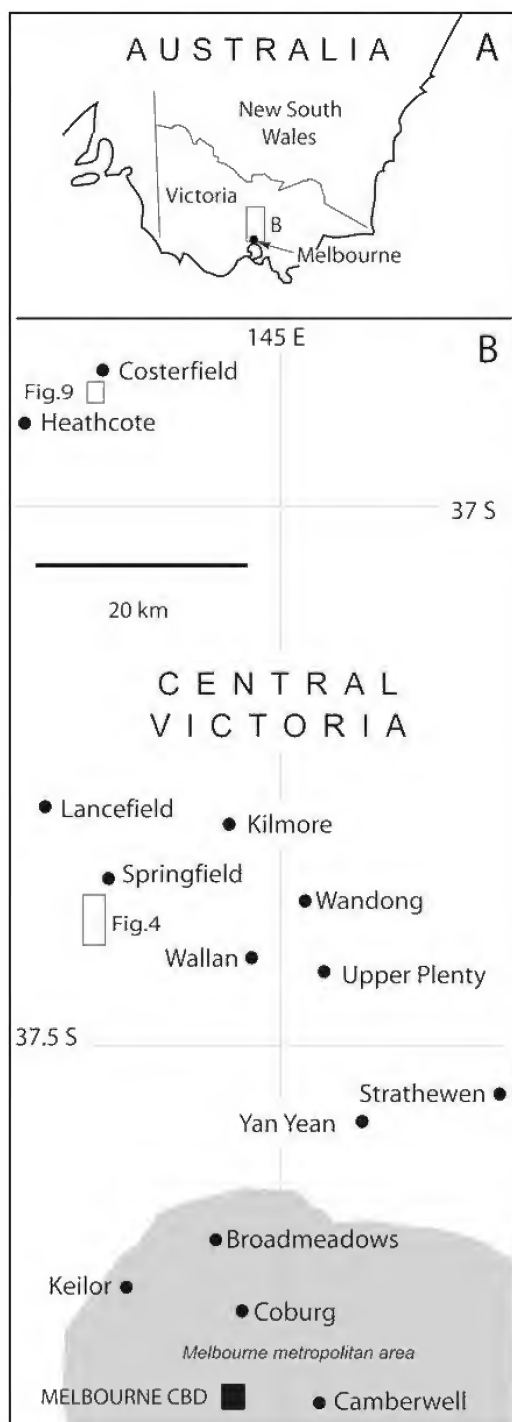 AUSTRALIA A
New South
Wales
Victoria
B
Melbourne
145 E B
Costerfield
Fig.9
Heathcote
37 S
20 km
CENTRAL
VICTORIA
Lancefield
Kilmore
Springfield
Wandong
Fig.4
Wallan
Upper Plenty
37.5 S
Strathewen
Yan Yean
Broadmeadows
Keilor
Coburg
Melbourne metropolitan area
MELBOURNE CBD
Camberwell